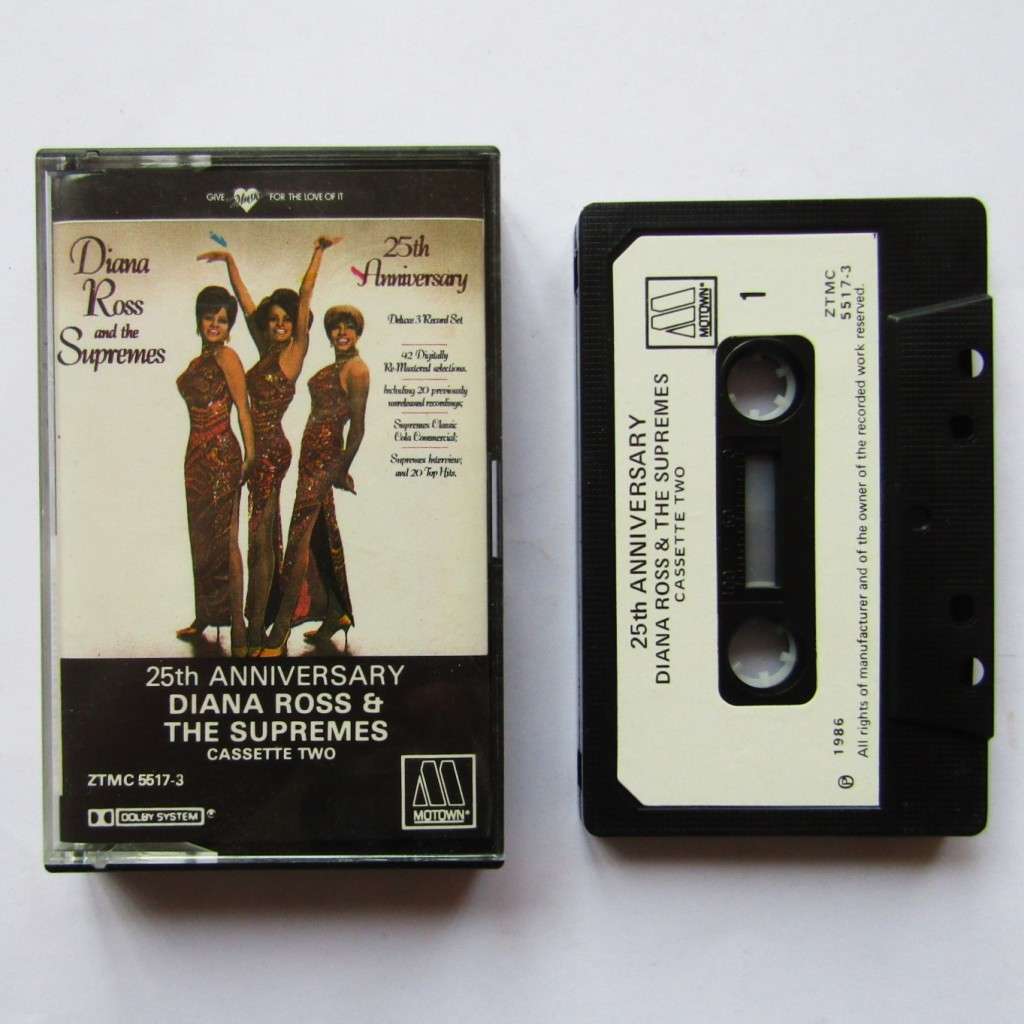 GIVE Music FOR THE LOVE OF IT
Diana
Ross
and the
Supremes
25th
Anniversary
Deluxe 3 Record Set
42 Digitally
Re-Mastered selections.
Including 20 previously
unreleased recordings;
Supremes Classic
Cola Commercial;
Supremes Interview;
and 20 Top Hits.
25th ANNIVERSARY
DIANA ROSS &
THE SUPREMES
CASSETTE TWO
ZTMC 5517-3
DOLBY SYSTEM®
M
MOTOWN®
M
MOTOWN®
1
ZTMC
5517-3
25th ANNIVERSARY
DIANA ROSS & THE SUPREMES
CASSETTE TWO
℗ 1986
All rights of manufacturer and of the owner of the recorded work reserved.